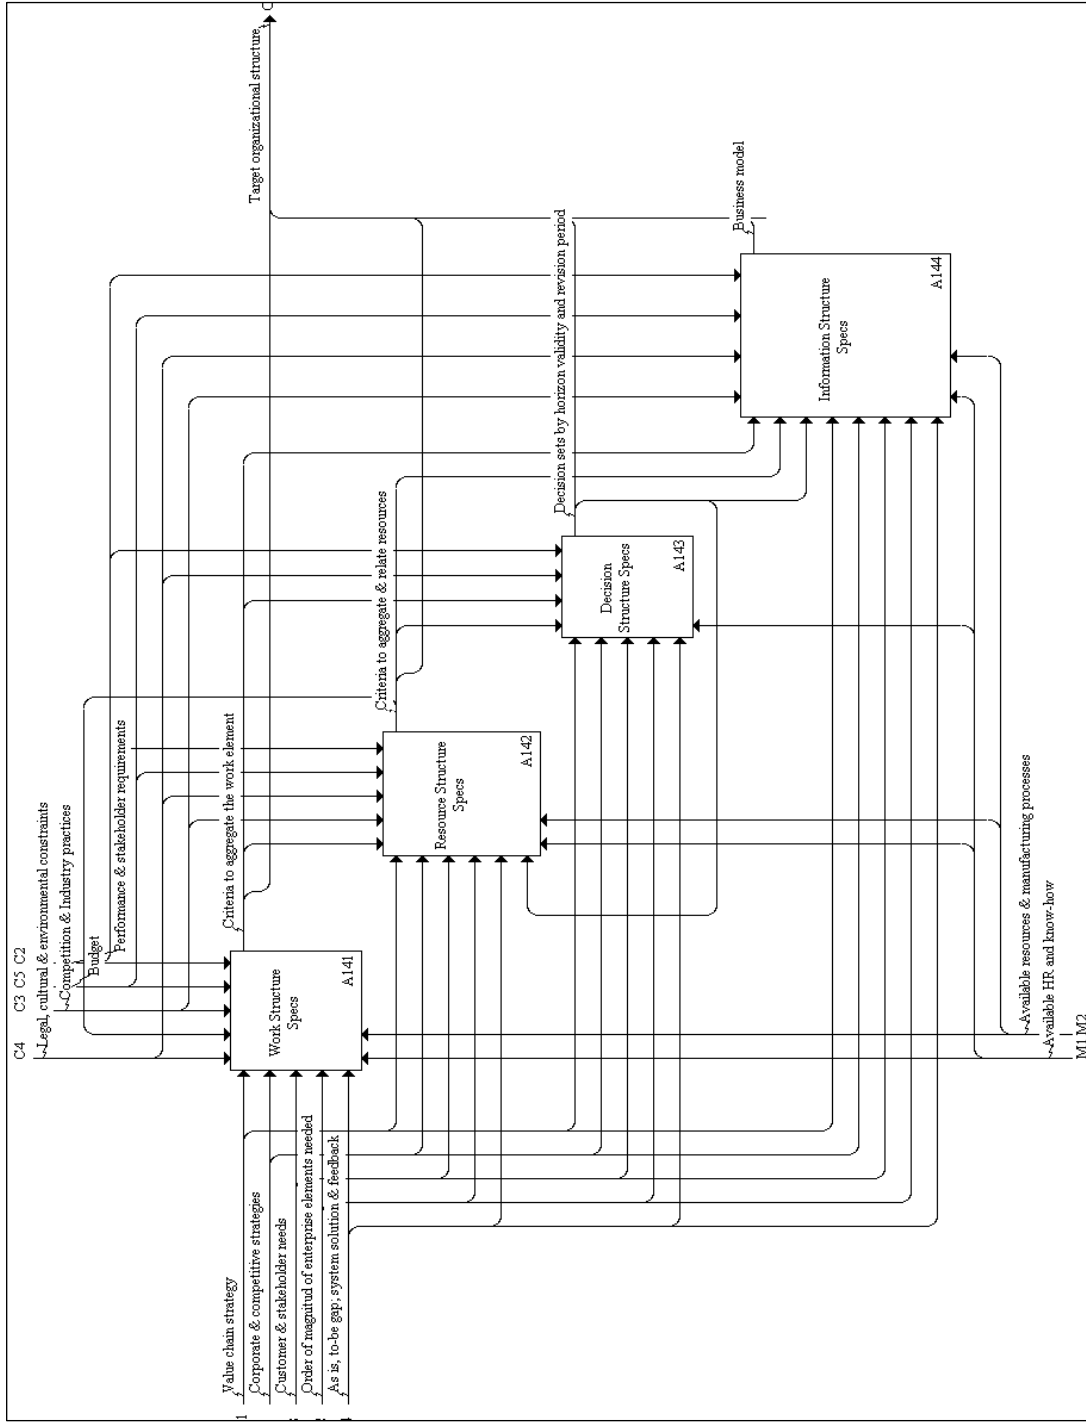 C4
C3 C5 C2
Legal, cultural & environmental constraints
Competition & Industry practices
Budget
Performance & stakeholder requirements
Value chain strategy
Corporate & competitive strategies
Customer & stakeholder needs
Order of magnitud of enterprise elements needed
As is, to-be gap; system solution & feedback
1
Work Structure
Specs
A141
Criteria to aggregate the work element
Resource Structure
Specs
A142
Criteria to aggregate & relate resources
Decision
Structure Specs
A143
Decision sets by horizon validity and revision period
Information Structure
Specs
A144
Business model
Target organizational structure
Available resources & manufacturing processes
Available HR and know-how
M1 M2